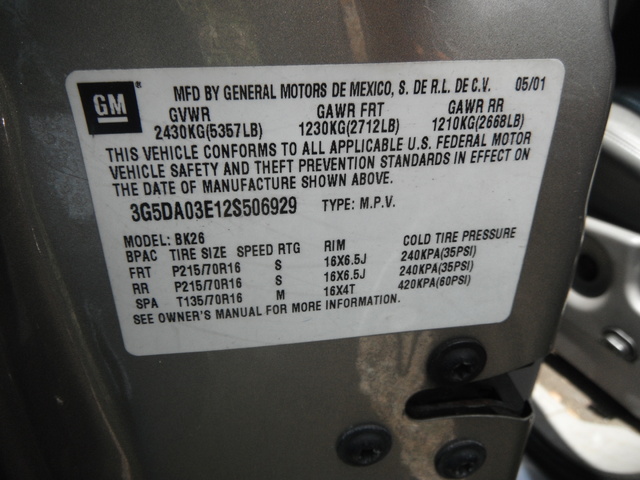 GM ® MFD BY GENERAL MOTORS DE MEXICO, S. DE R.L. DE C.V. 05/01
GVWR GAWR FRT GAWR RR
2430KG(5357LB) 1230KG(2712LB) 1210KG(2668LB)
THIS VEHICLE CONFORMS TO ALL APPLICABLE U.S. FEDERAL MOTOR
VEHICLE SAFETY AND THEFT PREVENTION STANDARDS IN EFFECT ON
THE DATE OF MANUFACTURE SHOWN ABOVE.
3G5DA03E12S506929 TYPE: M.P.V.
MODEL: BK26
BPAC TIRE SIZE SPEED RTG RIM COLD TIRE PRESSURE
FRT P215/70R16 S 16X6.5J 240KPA(35PSI)
RR P215/70R16 S 16X6.5J 240KPA(35PSI)
SPA T135/70R16 M 16X4T 420KPA(60PSI)
SEE OWNER'S MANUAL FOR MORE INFORMATION.